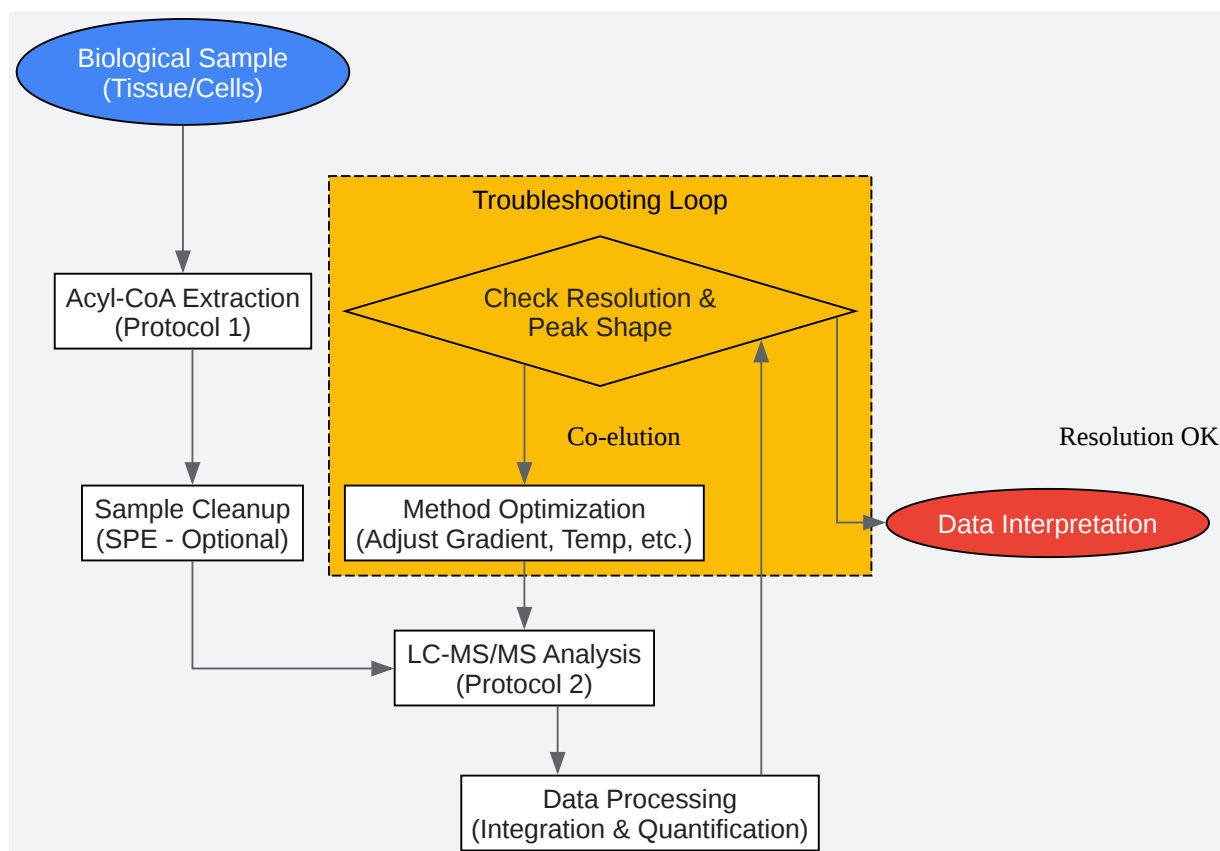 Biological Sample
(Tissue/Cells)
Troubleshooting Loop
Acyl-CoA Extraction
(Protocol 1)
Check Resolution &
Peak Shape
Co-elution
Resolution OK
Sample Cleanup
(SPE - Optional)
Method Optimization
(Adjust Gradient, Temp, etc.)
Data Interpretation
LC-MS/MS Analysis
(Protocol 2)
Data Processing
(Integration & Quantification)